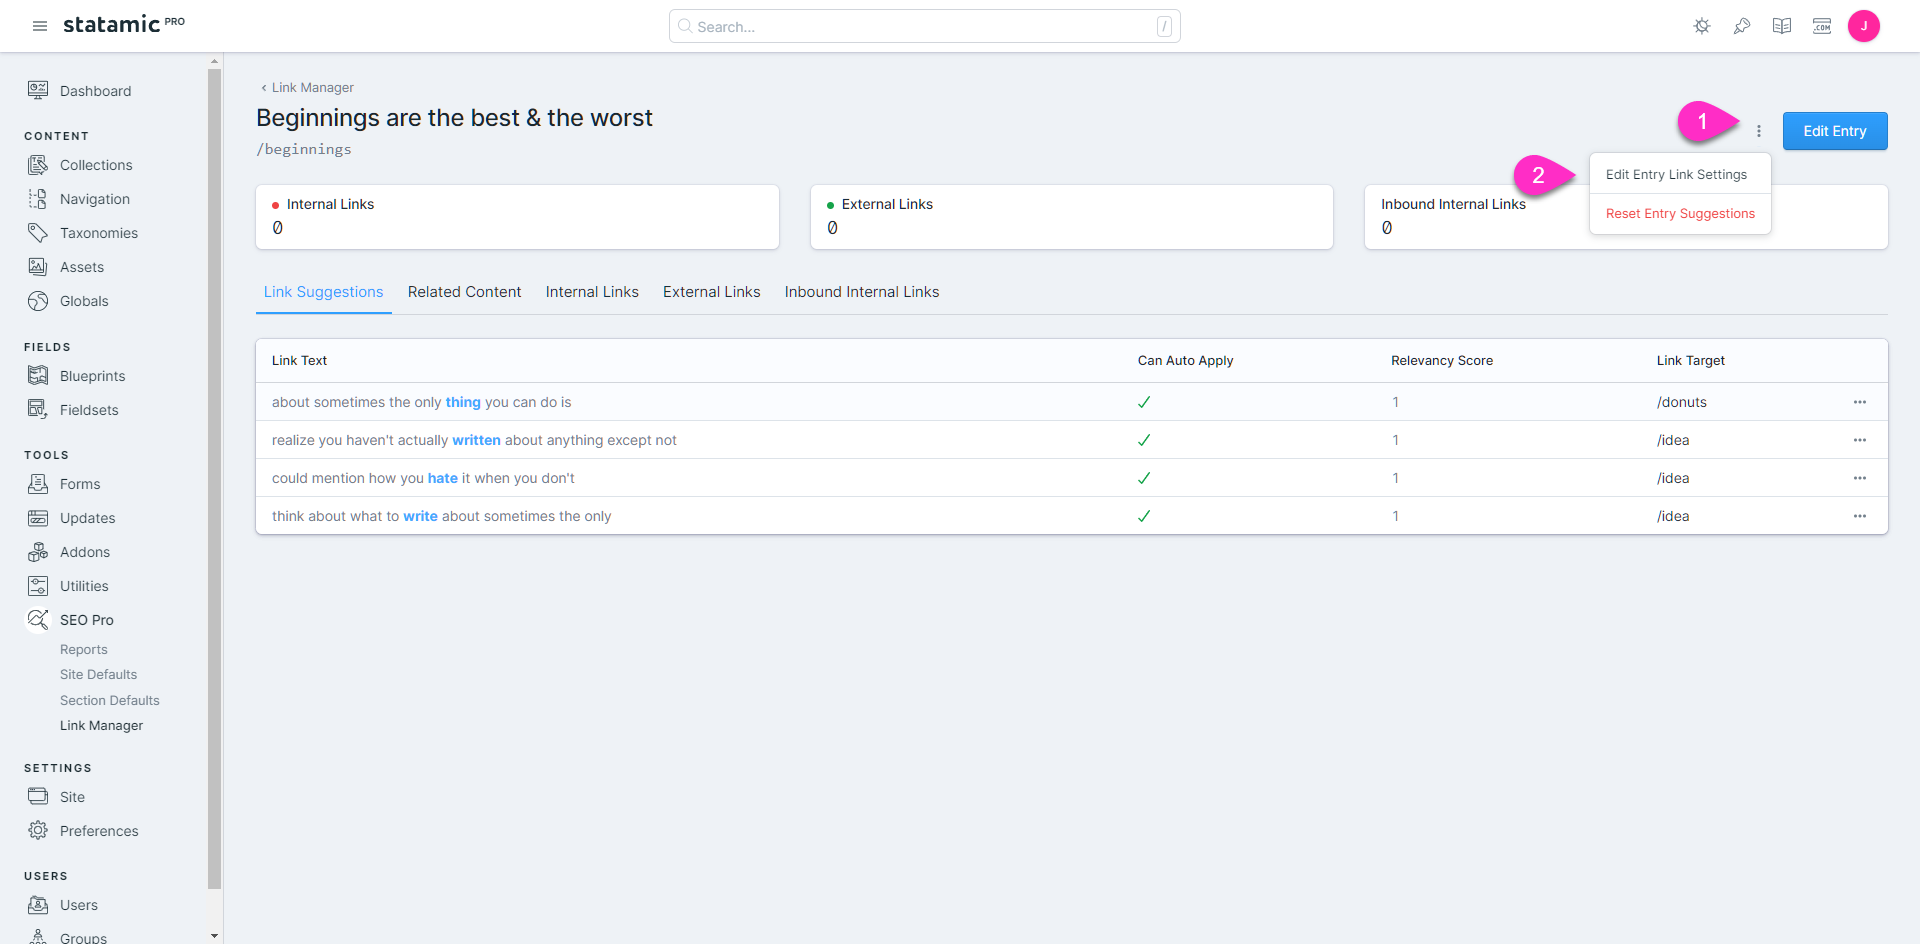 statamic PRO
Search...
/
.COM
J
Dashboard
CONTENT
Collections
Navigation
Taxonomies
Assets
Globals
FIELDS
Blueprints
Fieldsets
TOOLS
Forms
Updates
Addons
Utilities
SEO Pro
Reports
Site Defaults
Section Defaults
Link Manager
SETTINGS
Site
Preferences
USERS
Users
Groups
‹ Link Manager
Beginnings are the best & the worst
/beginnings
1
Edit Entry
2
Edit Entry Link Settings
Reset Entry Suggestions
Internal Links
0
External Links
0
Inbound Internal Links
0
Link Suggestions Related Content Internal Links External Links Inbound Internal Links
Link Text Can Auto Apply Relevancy Score Link Target
about sometimes the only thing you can do is 1 /donuts
realize you haven't actually written about anything except not 1 /idea
could mention how you hate it when you don't 1 /idea
think about what to write about sometimes the only 1 /idea